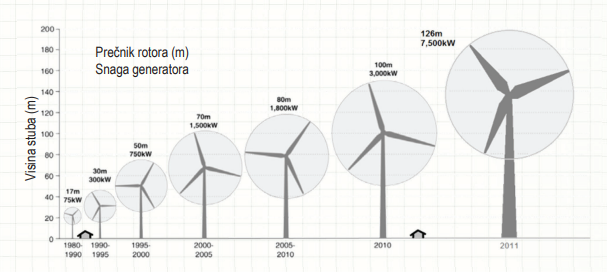 Prečnik rotora (m)
Snaga generatora
Visina stuba (m)
200
180
160
140
120
100
80
60
40
20
0
17m
75kW
30m
300kW
50m
750kW
70m
1,500kW
80m
1,800kW
100m
3,000kW
126m
7,500kW
1980-
1990
1990-
1995
1995-
2000
2000-
2005
2005-
2010
2010
2011